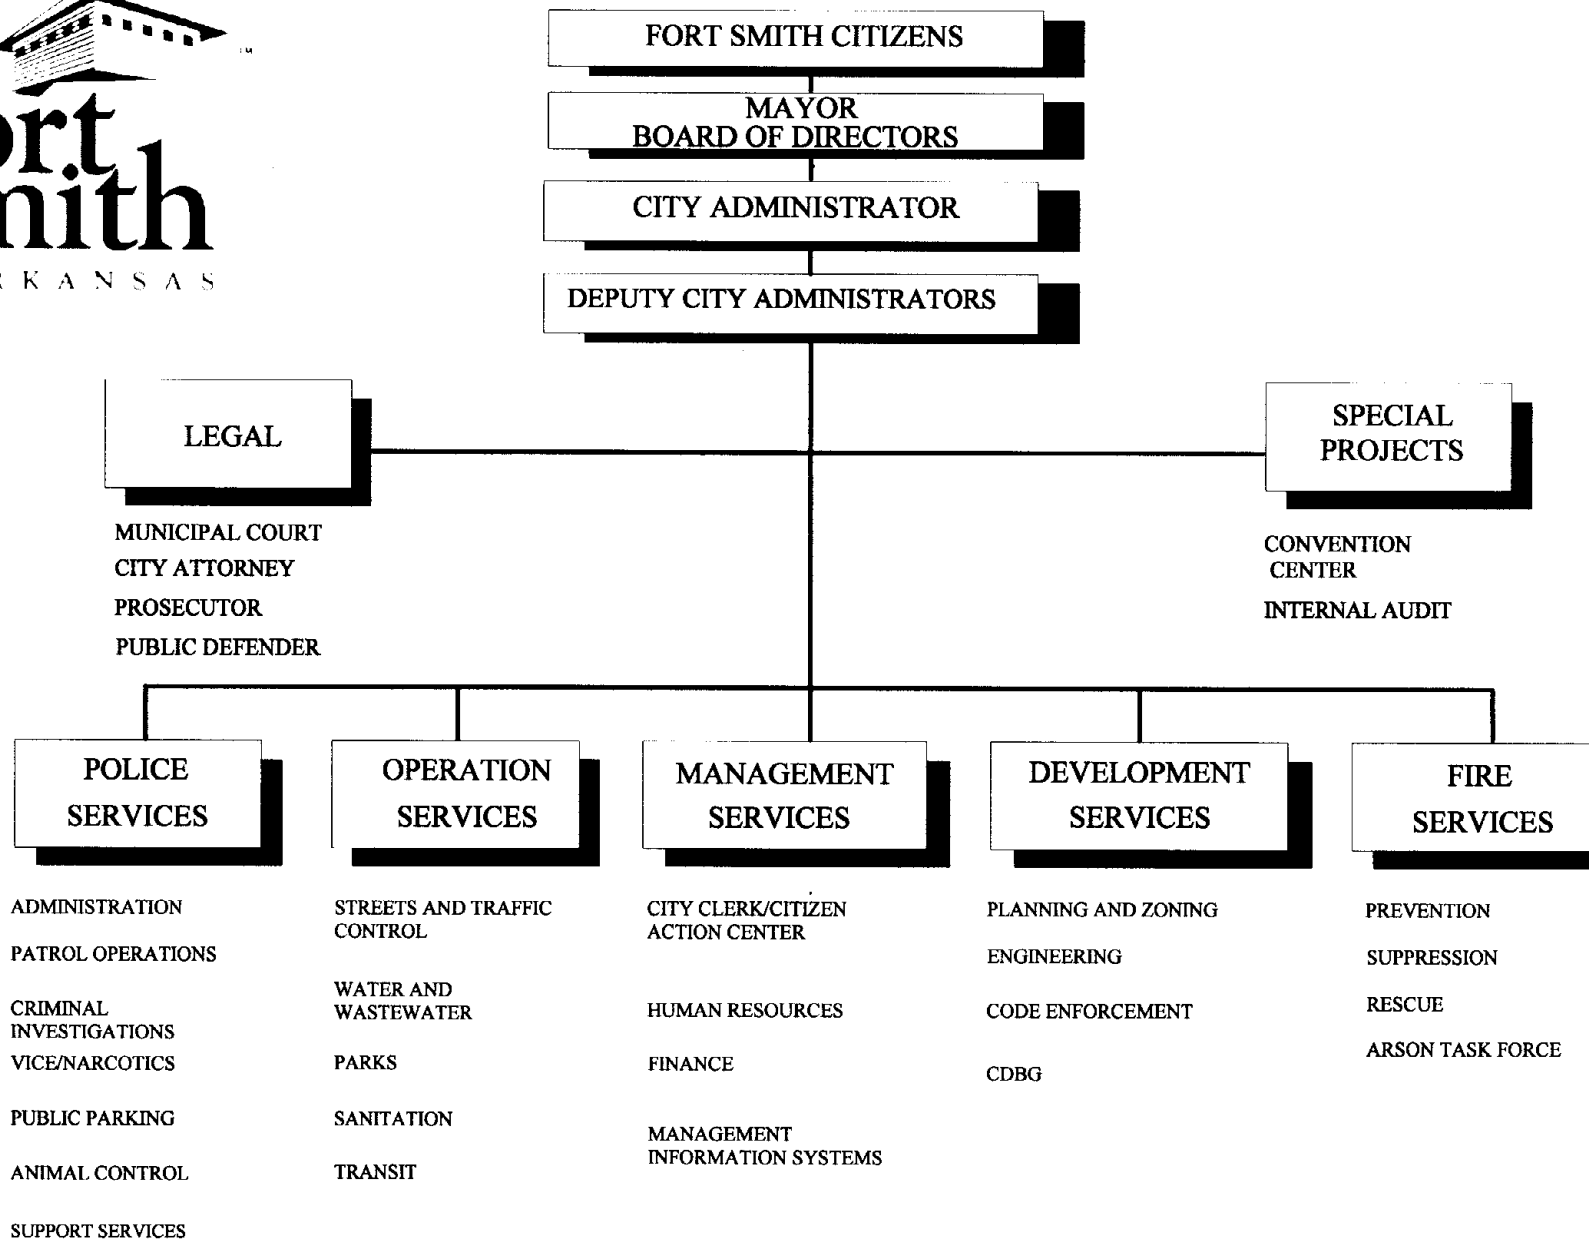 ort
mith
RKANSAS
TM
FORT SMITH CITIZENS
MAYOR
BOARD OF DIRECTORS
CITY ADMINISTRATOR
DEPUTY CITY ADMINISTRATORS
LEGAL
MUNICIPAL COURT
CITY ATTORNEY
PROSECUTOR
PUBLIC DEFENDER
SPECIAL
PROJECTS
CONVENTION
CENTER
INTERNAL AUDIT
POLICE
SERVICES
ADMINISTRATION
PATROL OPERATIONS
CRIMINAL
INVESTIGATIONS
VICE/NARCOTICS
PUBLIC PARKING
ANIMAL CONTROL
SUPPORT SERVICES
OPERATION
SERVICES
STREETS AND TRAFFIC
CONTROL
WATER AND
WASTEWATER
PARKS
SANITATION
TRANSIT
MANAGEMENT
SERVICES
CITY CLERK/CITIZEN
ACTION CENTER
HUMAN RESOURCES
FINANCE
MANAGEMENT
INFORMATION SYSTEMS
DEVELOPMENT
SERVICES
PLANNING AND ZONING
ENGINEERING
CODE ENFORCEMENT
CDBG
FIRE
SERVICES
PREVENTION
SUPPRESSION
RESCUE
ARSON TASK FORCE